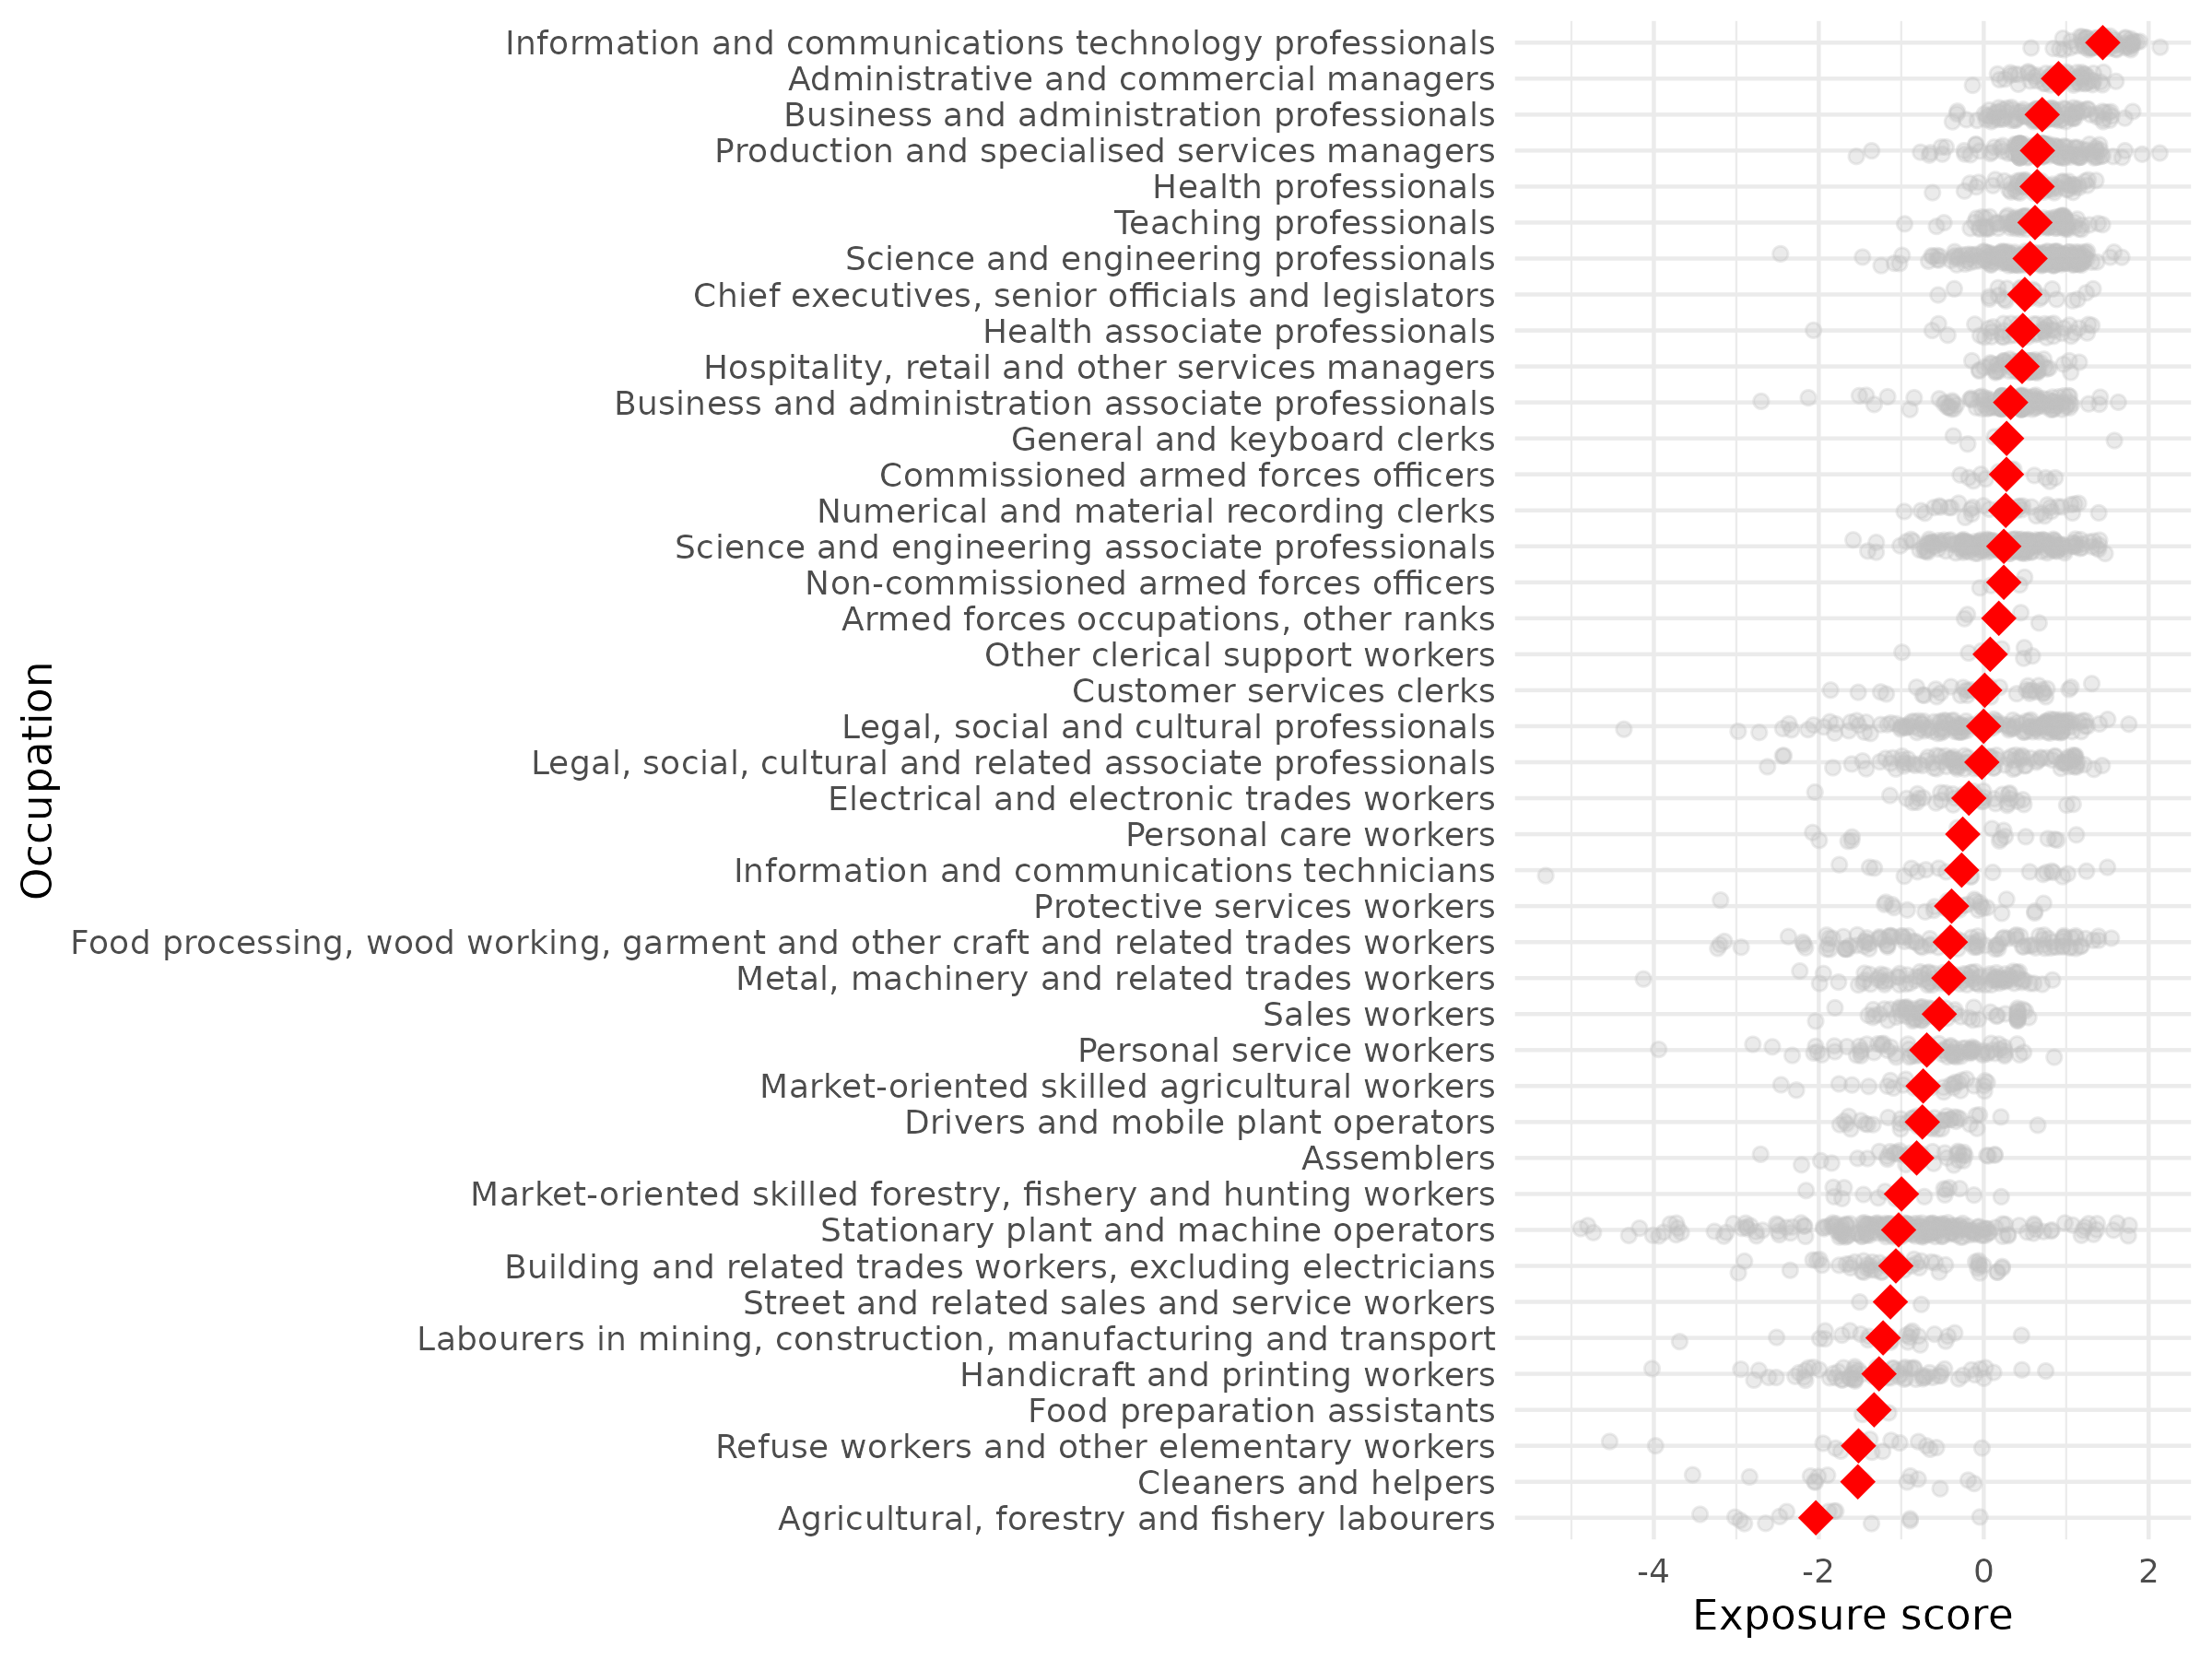 Information and communications technology professionals
Administrative and commercial managers
Business and administration professionals
Production and specialised services managers
Health professionals
Teaching professionals
Science and engineering professionals
Chief executives, senior officials and legislators
Health associate professionals
Hospitality, retail and other services managers
Business and administration associate professionals
General and keyboard clerks
Commissioned armed forces officers
Numerical and material recording clerks
Science and engineering associate professionals
Non-commissioned armed forces officers
Armed forces occupations, other ranks
Other clerical support workers
Customer services clerks
Legal, social and cultural professionals
Legal, social, cultural and related associate professionals
Electrical and electronic trades workers
Personal care workers
Information and communications technicians
Protective services workers
Food processing, wood working, garment and other craft and related trades workers
Metal, machinery and related trades workers
Sales workers
Personal service workers
Market-oriented skilled agricultural workers
Drivers and mobile plant operators
Assemblers
Market-oriented skilled forestry, fishery and hunting workers
Stationary plant and machine operators
Building and related trades workers, excluding electricians
Street and related sales and service workers
Labourers in mining, construction, manufacturing and transport
Handicraft and printing workers
Food preparation assistants
Refuse workers and other elementary workers
Cleaners and helpers
Agricultural, forestry and fishery labourers
Occupation
-4 -2 0 2
Exposure score